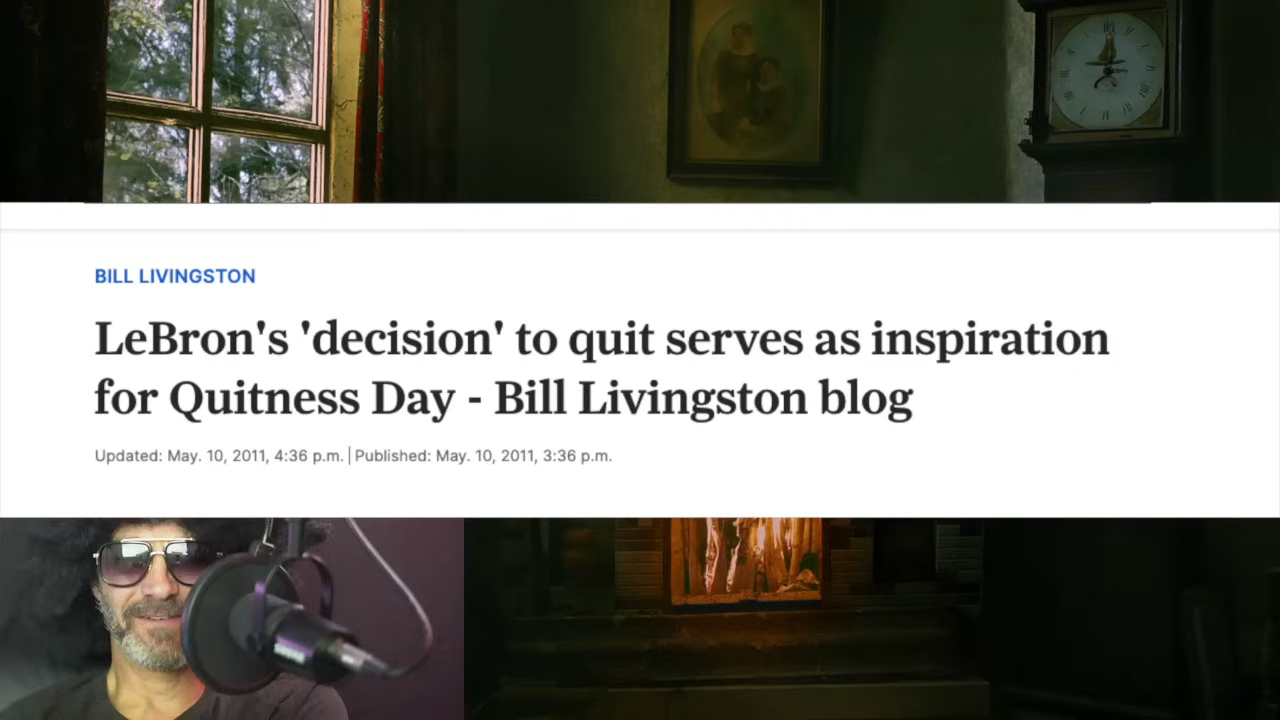 BILL LIVINGSTON
LeBron's 'decision' to quit serves as inspiration
for Quitness Day - Bill Livingston blog
Updated: May. 10, 2011, 4:36 p.m. | Published: May. 10, 2011, 3:36 p.m.